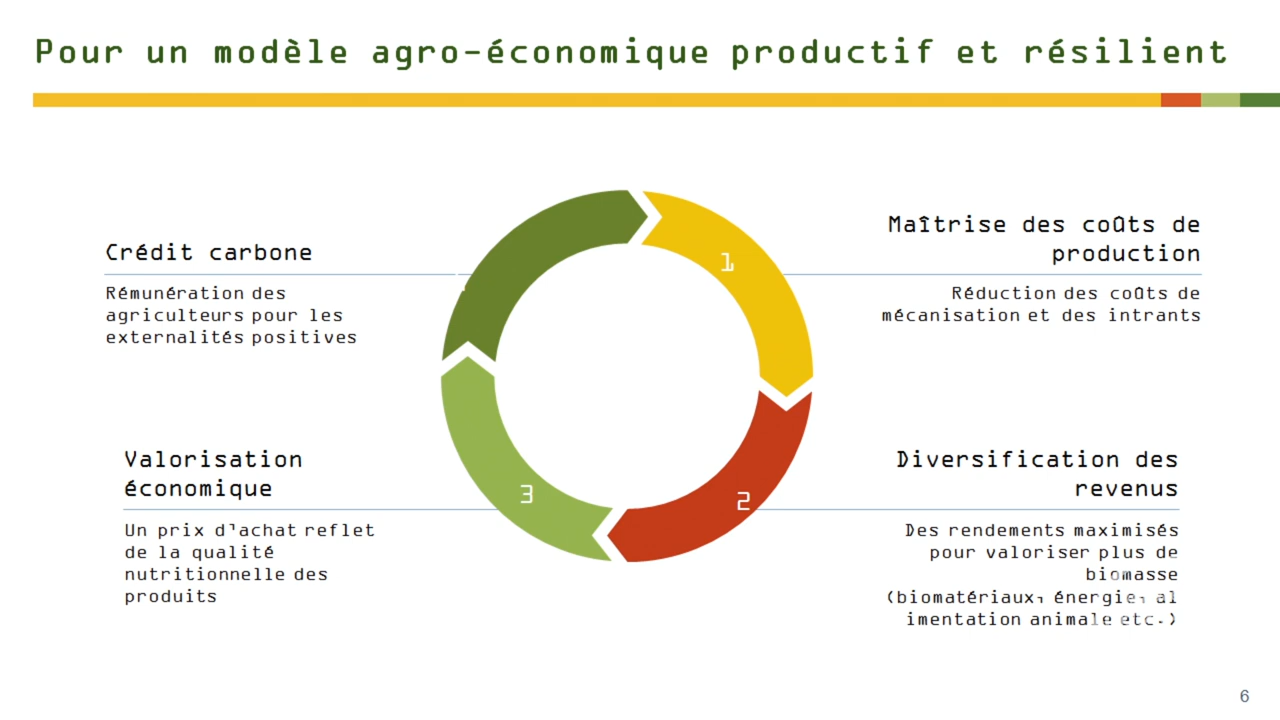 Pour un modèle agro-économique productif et résilient
Crédit carbone
Rémunération des
agriculteurs pour les
externalités positives
1
Maîtrise des coûts de
production
Réduction des coûts de
mécanisation et des intrants
Valorisation
économique
Un prix d'achat reflet
de la qualité
nutritionnelle des
produits
3
2
Diversification des
revenus
Des rendements maximisés
pour valoriser plus de
biomasse
(biomatériaux, énergie, al
imentation animale etc.)
6